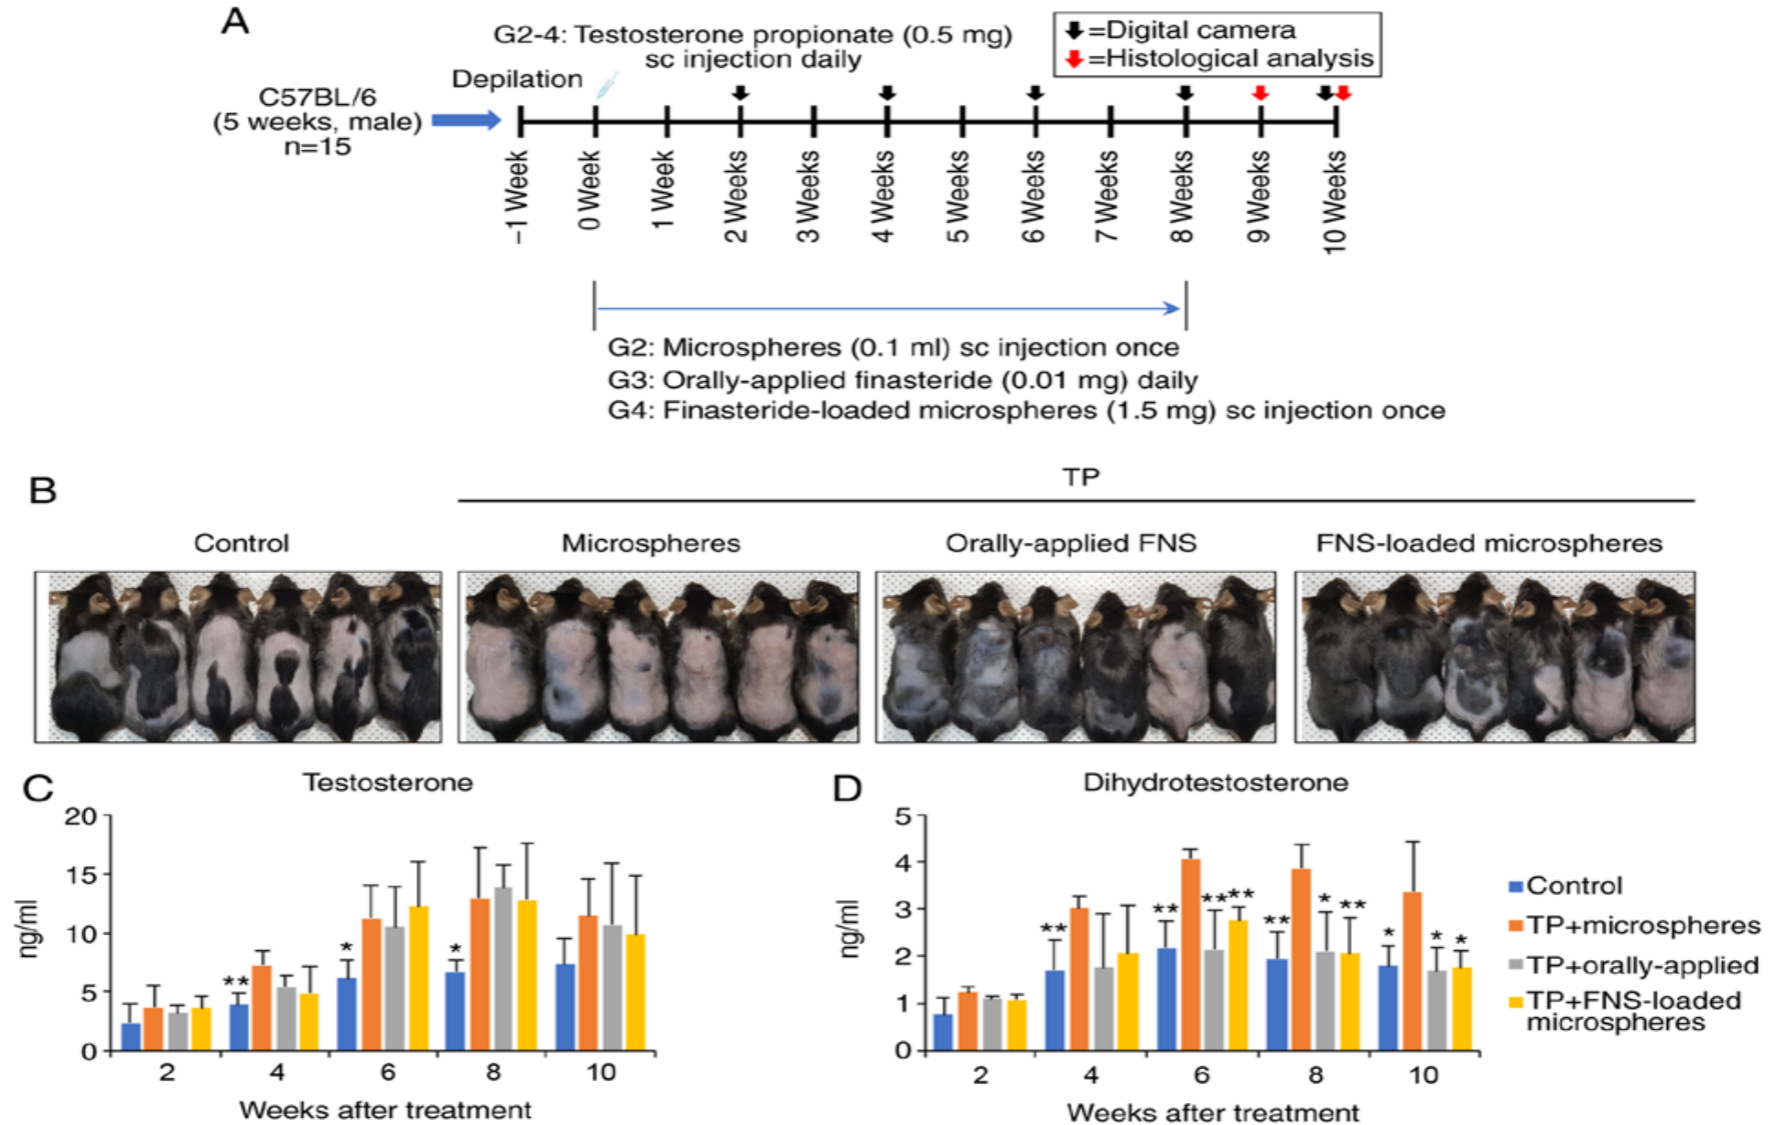 A
G2-4: Testosterone propionate (0.5 mg)
sc injection daily
=Digital camera
=Histological analysis
Depilation
C57BL/6
(5 weeks, male)
n=15
−1 Week
0 Week
1 Week
2 Weeks
3 Weeks
4 Weeks
5 Weeks
6 Weeks
7 Weeks
8 Weeks
9 Weeks
10 Weeks
G2: Microspheres (0.1 ml) sc injection once
G3: Orally-applied finasteride (0.01 mg) daily
G4: Finasteride-loaded microspheres (1.5 mg) sc injection once
B
TP
Control
Microspheres
Orally-applied FNS
FNS-loaded microspheres
C
Testosterone
ng/ml
20
15
10
5
0
**
*
*
2
4
6
8
10
Weeks after treatment
D
Dihydrotestosterone
ng/ml
5
4
3
2
1
0
**
**
**
**
**
*
**
*
*
*
2
4
6
8
10
Weeks after treatment
Control
TP+microspheres
TP+orally-applied
TP+FNS-loaded
microspheres